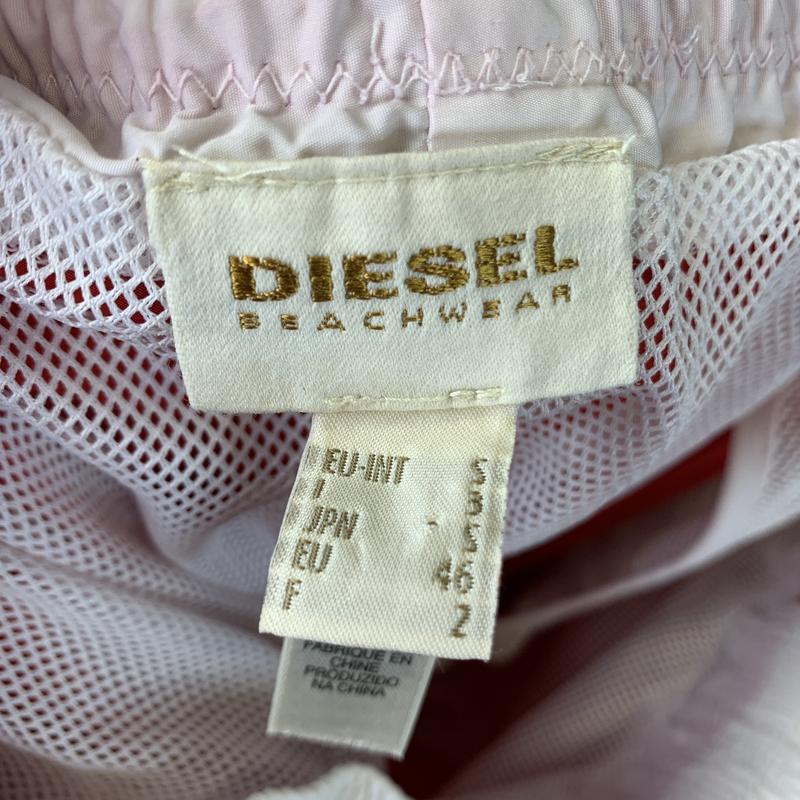 DIESEL
BEACHWEAR
EU-INT S
I S
JPN S
EU 46
F 2
FABRIQUE EN
CHINE
PRODUZIDO
NA CHINA